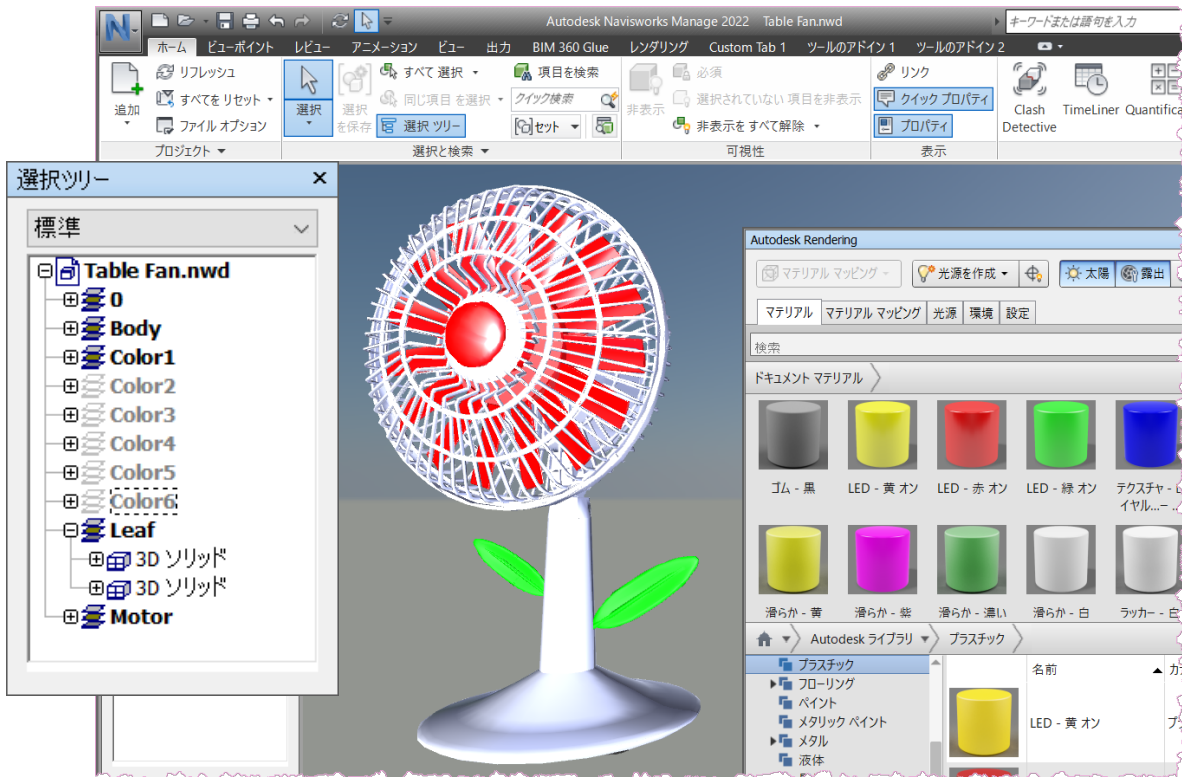 Autodesk Navisworks Manage 2022 Table Fan.nwd
キーワードまたは語句を入力
ホーム ビューポイント レビュー アニメーション ビュー 出力 BIM 360 Glue レンダリング Custom Tab 1 ツールのアドイン 1 ツールのアドイン 2
追加
リフレッシュ
すべてをリセット
ファイル オプション
プロジェクト
選択
選択を保存
すべて 選択
同じ項目 を選択
選択 ツリー
項目を検索
クイック検索
セット
選択と検索
非表示
必須
選択されていない 項目を非表示
非表示を すべて解除
可視性
リンク
クイック プロパティ
プロパティ
表示
Clash Detective
TimeLiner
選択ツリー
標準
Table Fan.nwd
0
Body
Color1
Color2
Color3
Color4
Color5
Color6
Leaf
3D ソリッド
3D ソリッド
Motor
Autodesk Rendering
マテリアル マッピング 光源を作成 太陽 露出
マテリアル マテリアル マッピング 光源 環境 設定
検索
ドキュメント マテリアル
ゴム - 黒 LED - 黄 オン LED - 赤 オン LED - 緑 オン テクスチャ -
滑らか - 黄 滑らか - 紫 滑らか - 濃い 滑らか - 白 ラッカー - 白
Autodesk ライブラリ プラスチック
プラスチック
フローリング
ペイント
メタリック ペイント
メタル
液体
名前
LED - 黄 オン